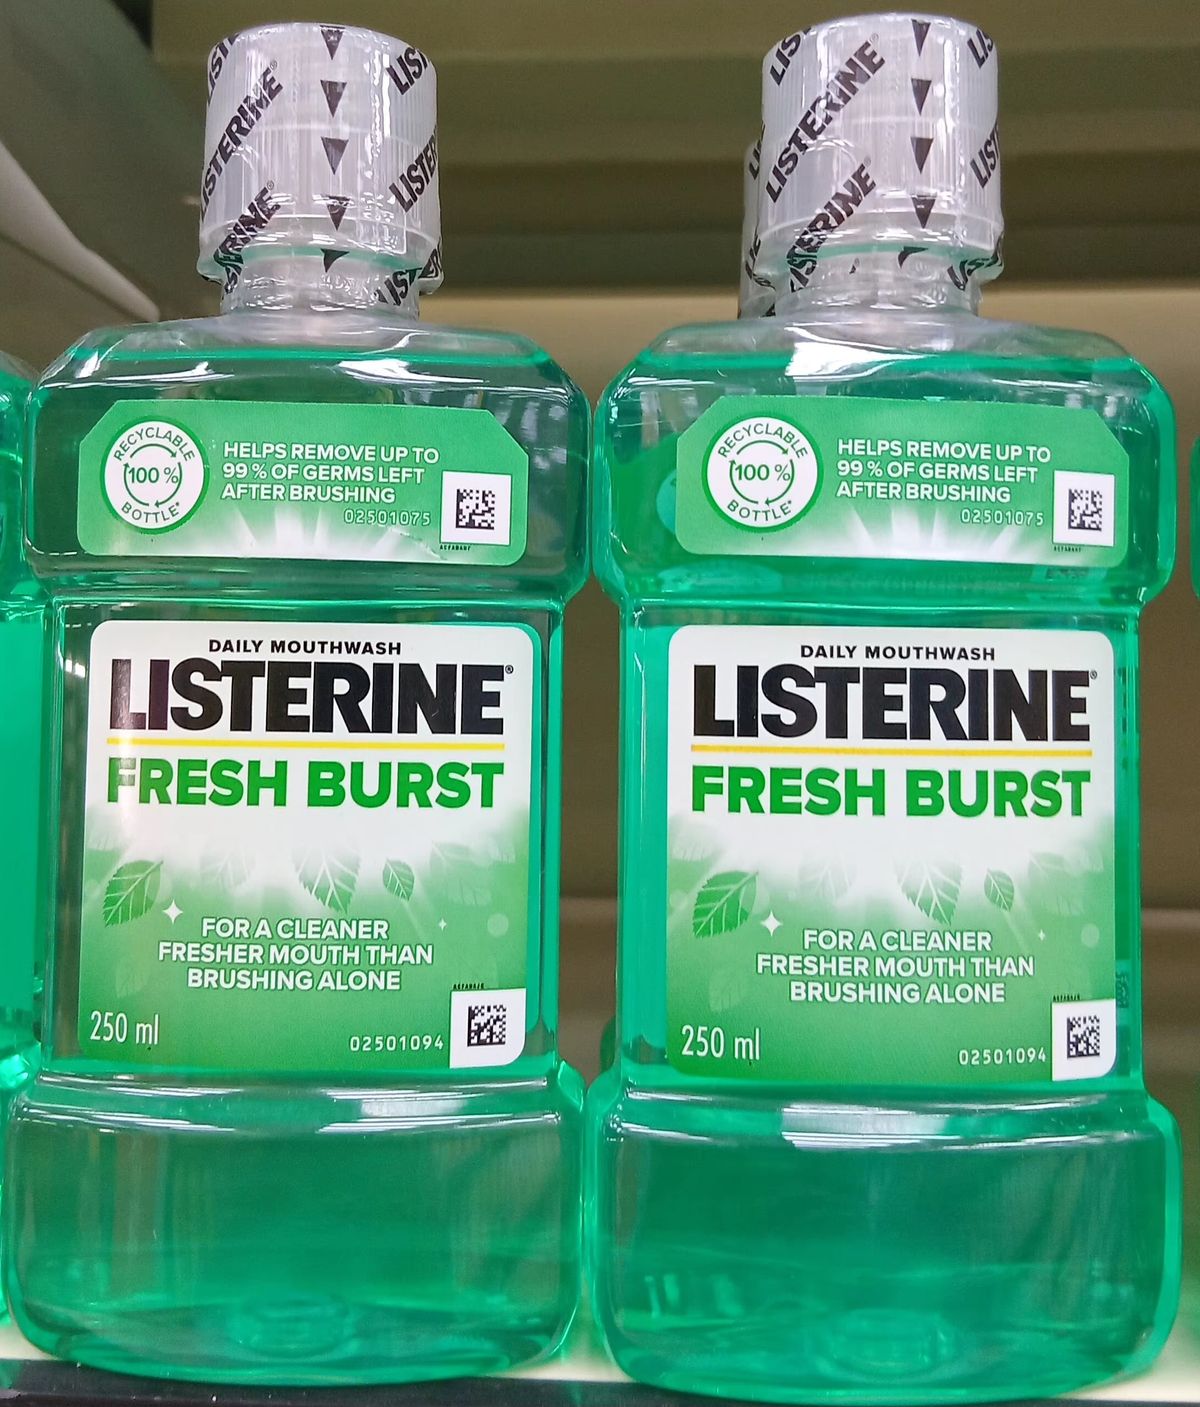 LISTERINE®
LISTERINE
LISTERINE®
LISTERINE
RECYCLABLE
100 %
BOTTLE*
HELPS REMOVE UP TO
99 % OF GERMS LEFT
AFTER BRUSHING
02501075
DAILY MOUTHWASH
LISTERINE®
FRESH BURST
FOR A CLEANER
FRESHER MOUTH THAN
BRUSHING ALONE
250 ml
02501094
RECYCLABLE
100 %
BOTTLE*
HELPS REMOVE UP TO
99 % OF GERMS LEFT
AFTER BRUSHING
02501075
DAILY MOUTHWASH
LISTERINE®
FRESH BURST
FOR A CLEANER
FRESHER MOUTH THAN
BRUSHING ALONE
250 ml
02501094